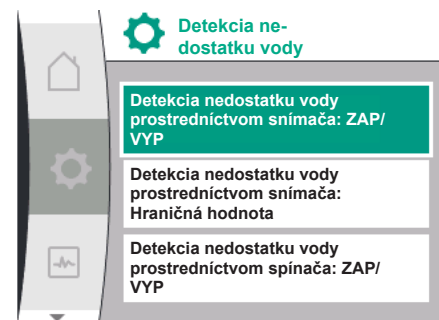 Detekcia ne-
dostatku vody
Detekcia nedostatku vody
prostredníctvom snímača: ZAP/
VYP
Detekcia nedostatku vody
prostredníctvom snímača:
Hraničná hodnota
Detekcia nedostatku vody
prostredníctvom spínača: ZAP/
VYP